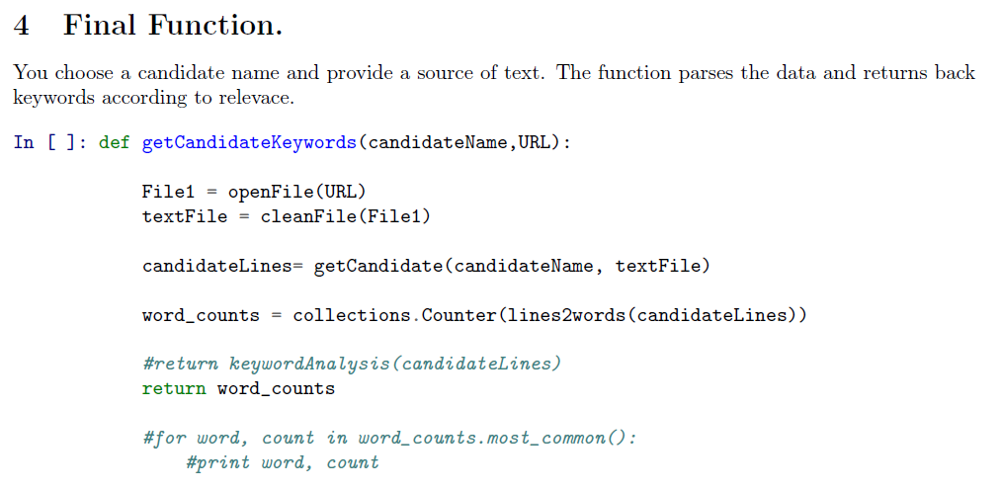 4 Final Function.
You choose a candidate name and provide a source of text. The function parses the data and returns back
keywords according to relevace.
In [ ]: def getCandidateKeywords(candidateName,URL):
File1 = openFile(URL)
textFile = cleanFile(File1)
candidateLines= getCandidate(candidateName, textFile)
word_counts = collections.Counter(lines2words(candidateLines))
#return keywordAnalysis(candidateLines)
return word_counts
#for word, count in word_counts.most_common():
#print word, count